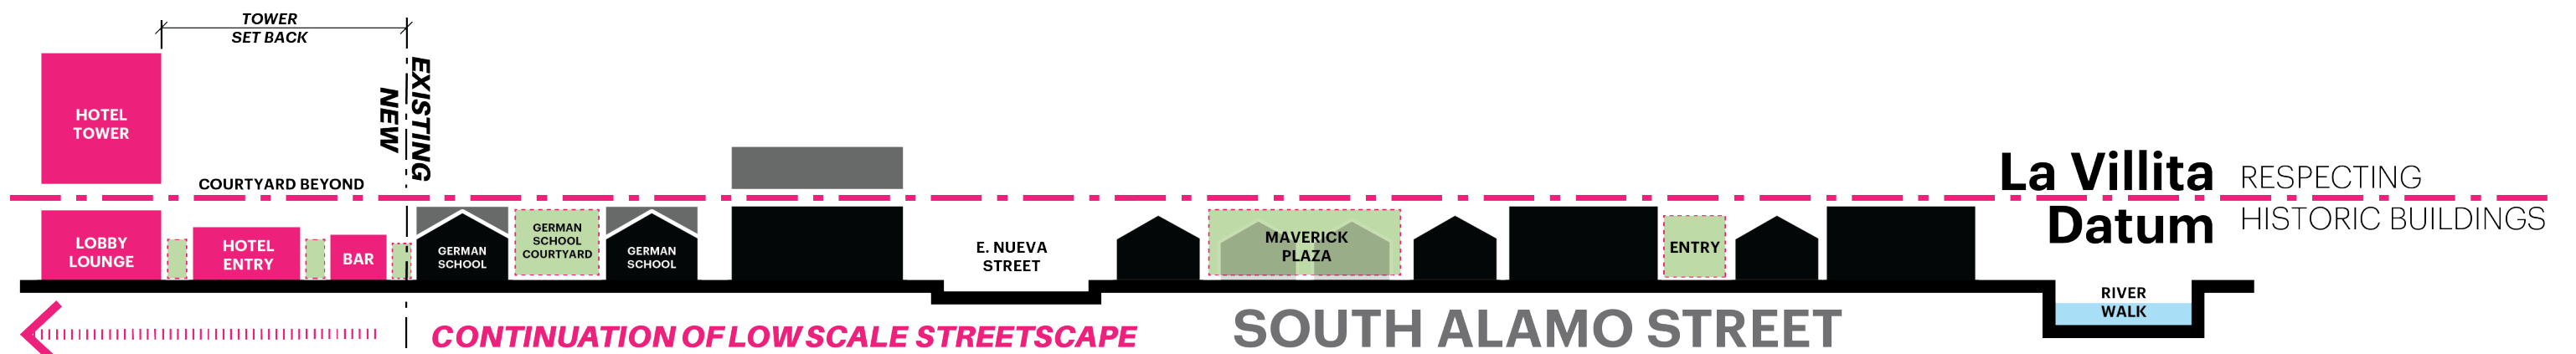 TOWER
SET BACK
EXISTING
NEW
HOTEL
TOWER
COURTYARD BEYOND
LOBBY
LOUNGE
HOTEL
ENTRY
BAR
GERMAN
SCHOOL
GERMAN
SCHOOL
COURTYARD
GERMAN
SCHOOL
E. NUEVA
STREET
MAVERICK
PLAZA
ENTRY
La Villita
Datum
RESPECTING
HISTORIC BUILDINGS
RIVER
WALK
CONTINUATION OF LOW SCALE STREETSCAPE
SOUTH ALAMO STREET